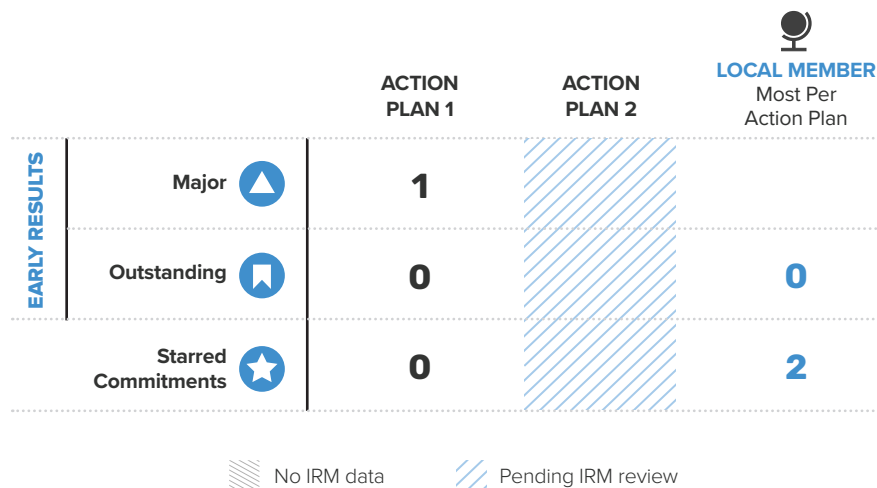 LOCAL MEMBER
Most Per
Action Plan
ACTION
PLAN 1
ACTION
PLAN 2
EARLY RESULTS
Major
1
Outstanding
0
0
Starred
Commitments
0
2
No IRM data
Pending IRM review